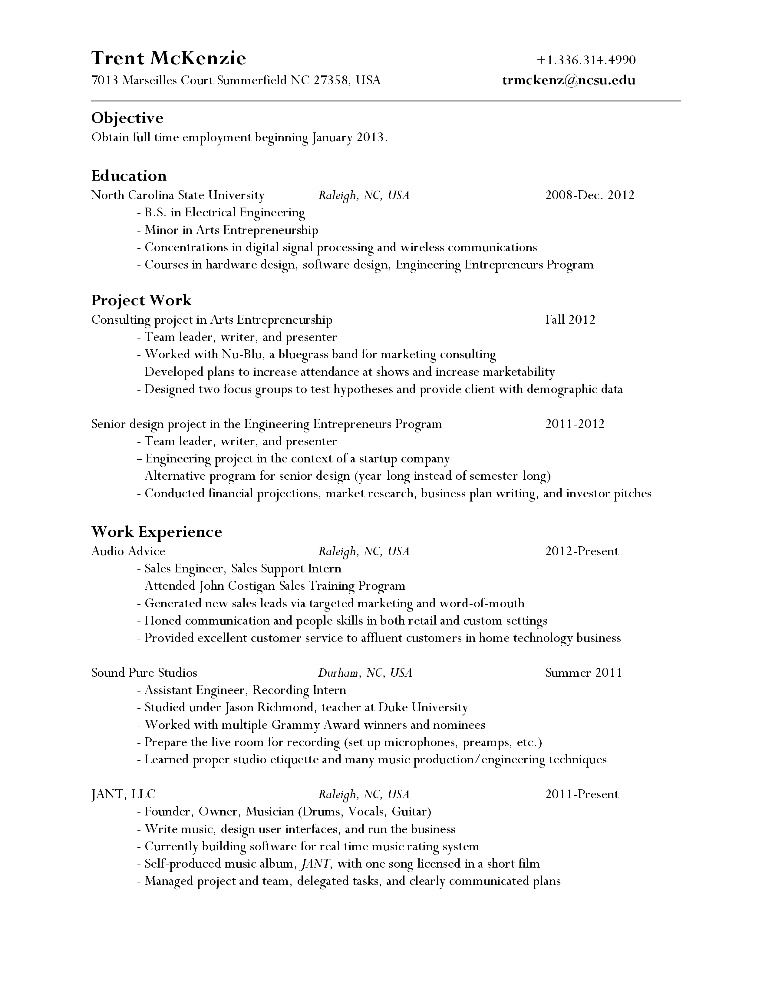 Trent McKenzie +1.336.314.4990
7013 Marseilles Court Summerfield NC 27358, USA trmckenz@ncsu.edu
Objective
Obtain full time employment beginning January 2013.
Education
North Carolina State University Raleigh, NC, USA 2008-Dec. 2012
- B.S. in Electrical Engineering
- Minor in Arts Entrepreneurship
- Concentrations in digital signal processing and wireless communications
- Courses in hardware design, software design, Engineering Entrepreneurs Program
Project Work
Consulting project in Arts Entrepreneurship Fall 2012
- Team leader, writer, and presenter
- Worked with Nu-Blu, a bluegrass band for marketing consulting
Developed plans to increase attendance at shows and increase marketability
- Designed two focus groups to test hypotheses and provide client with demographic data
Senior design project in the Engineering Entrepreneurs Program 2011-2012
- Team leader, writer, and presenter
- Engineering project in the context of a startup company
Alternative program for senior design (year long instead of semester long)
- Conducted financial projections, market research, business plan writing, and investor pitches
Work Experience
Audio Advice Raleigh, NC, USA 2012-Present
- Sales Engineer, Sales Support Intern
Attended John Costigan Sales Training Program
- Generated new sales leads via targeted marketing and word-of-mouth
- Honed communication and people skills in both retail and custom settings
- Provided excellent customer service to affluent customers in home technology business
Sound Pure Studios Durham, NC, USA Summer 2011
- Assistant Engineer, Recording Intern
- Studied under Jason Richmond, teacher at Duke University
Worked with multiple Grammy Award winners and nominees
- Prepare the live room for recording (set up microphones, preamps, etc.)
- Learned proper studio etiquette and many music production/engineering techniques
JANT, LLC Raleigh, NC, USA 2011-Present
- Founder, Owner, Musician (Drums, Vocals, Guitar)
- Write music, design user interfaces, and run the business
- Currently building software for real time music rating system
- Self-produced music album, JANT, with one song licensed in a short film
- Managed project and team, delegated tasks, and clearly communicated plans